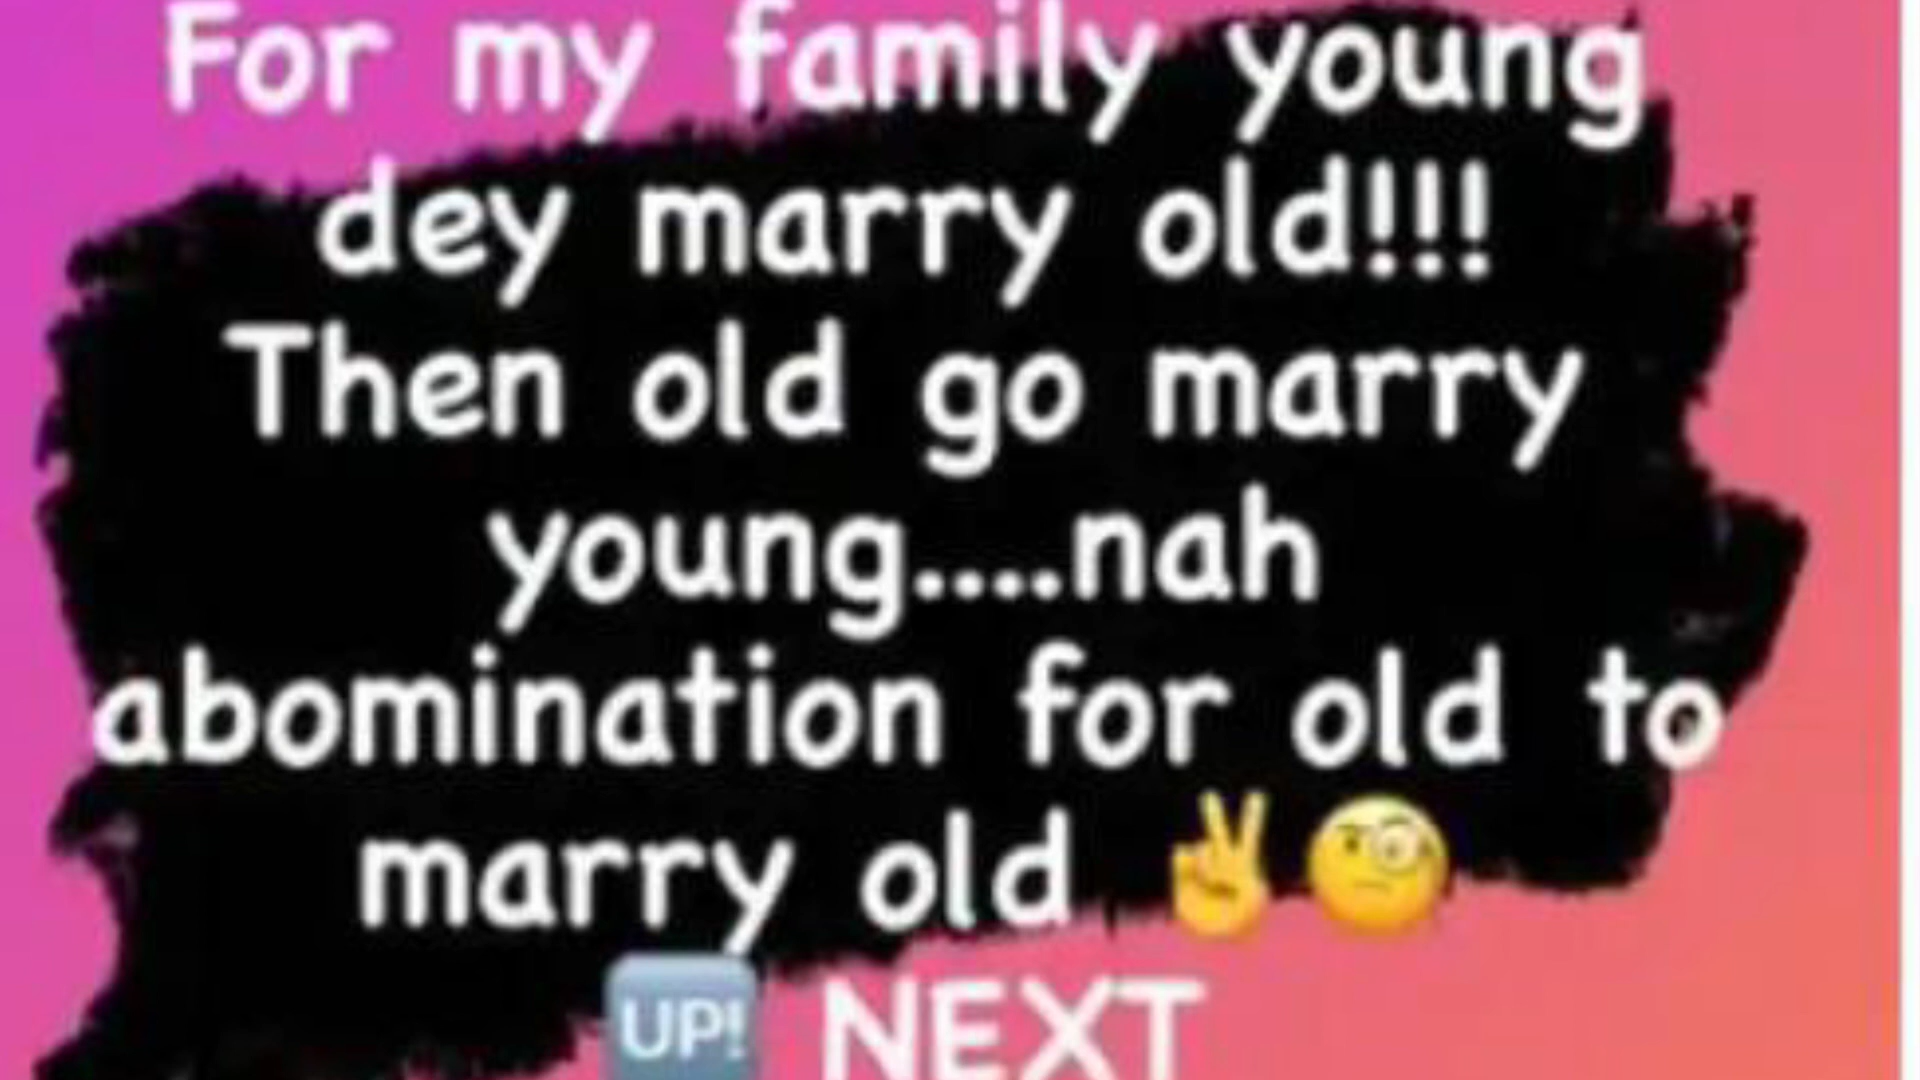 For my family young
dey marry old!!!
Then old go marry
young....nah
abomination for old to
marry old ✌️🧐
🆙 NEXT